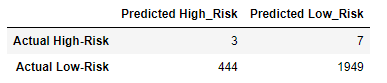 Predicted High_Risk Predicted Low_Risk
Actual High-Risk 3 7
Actual Low-Risk 444 1949